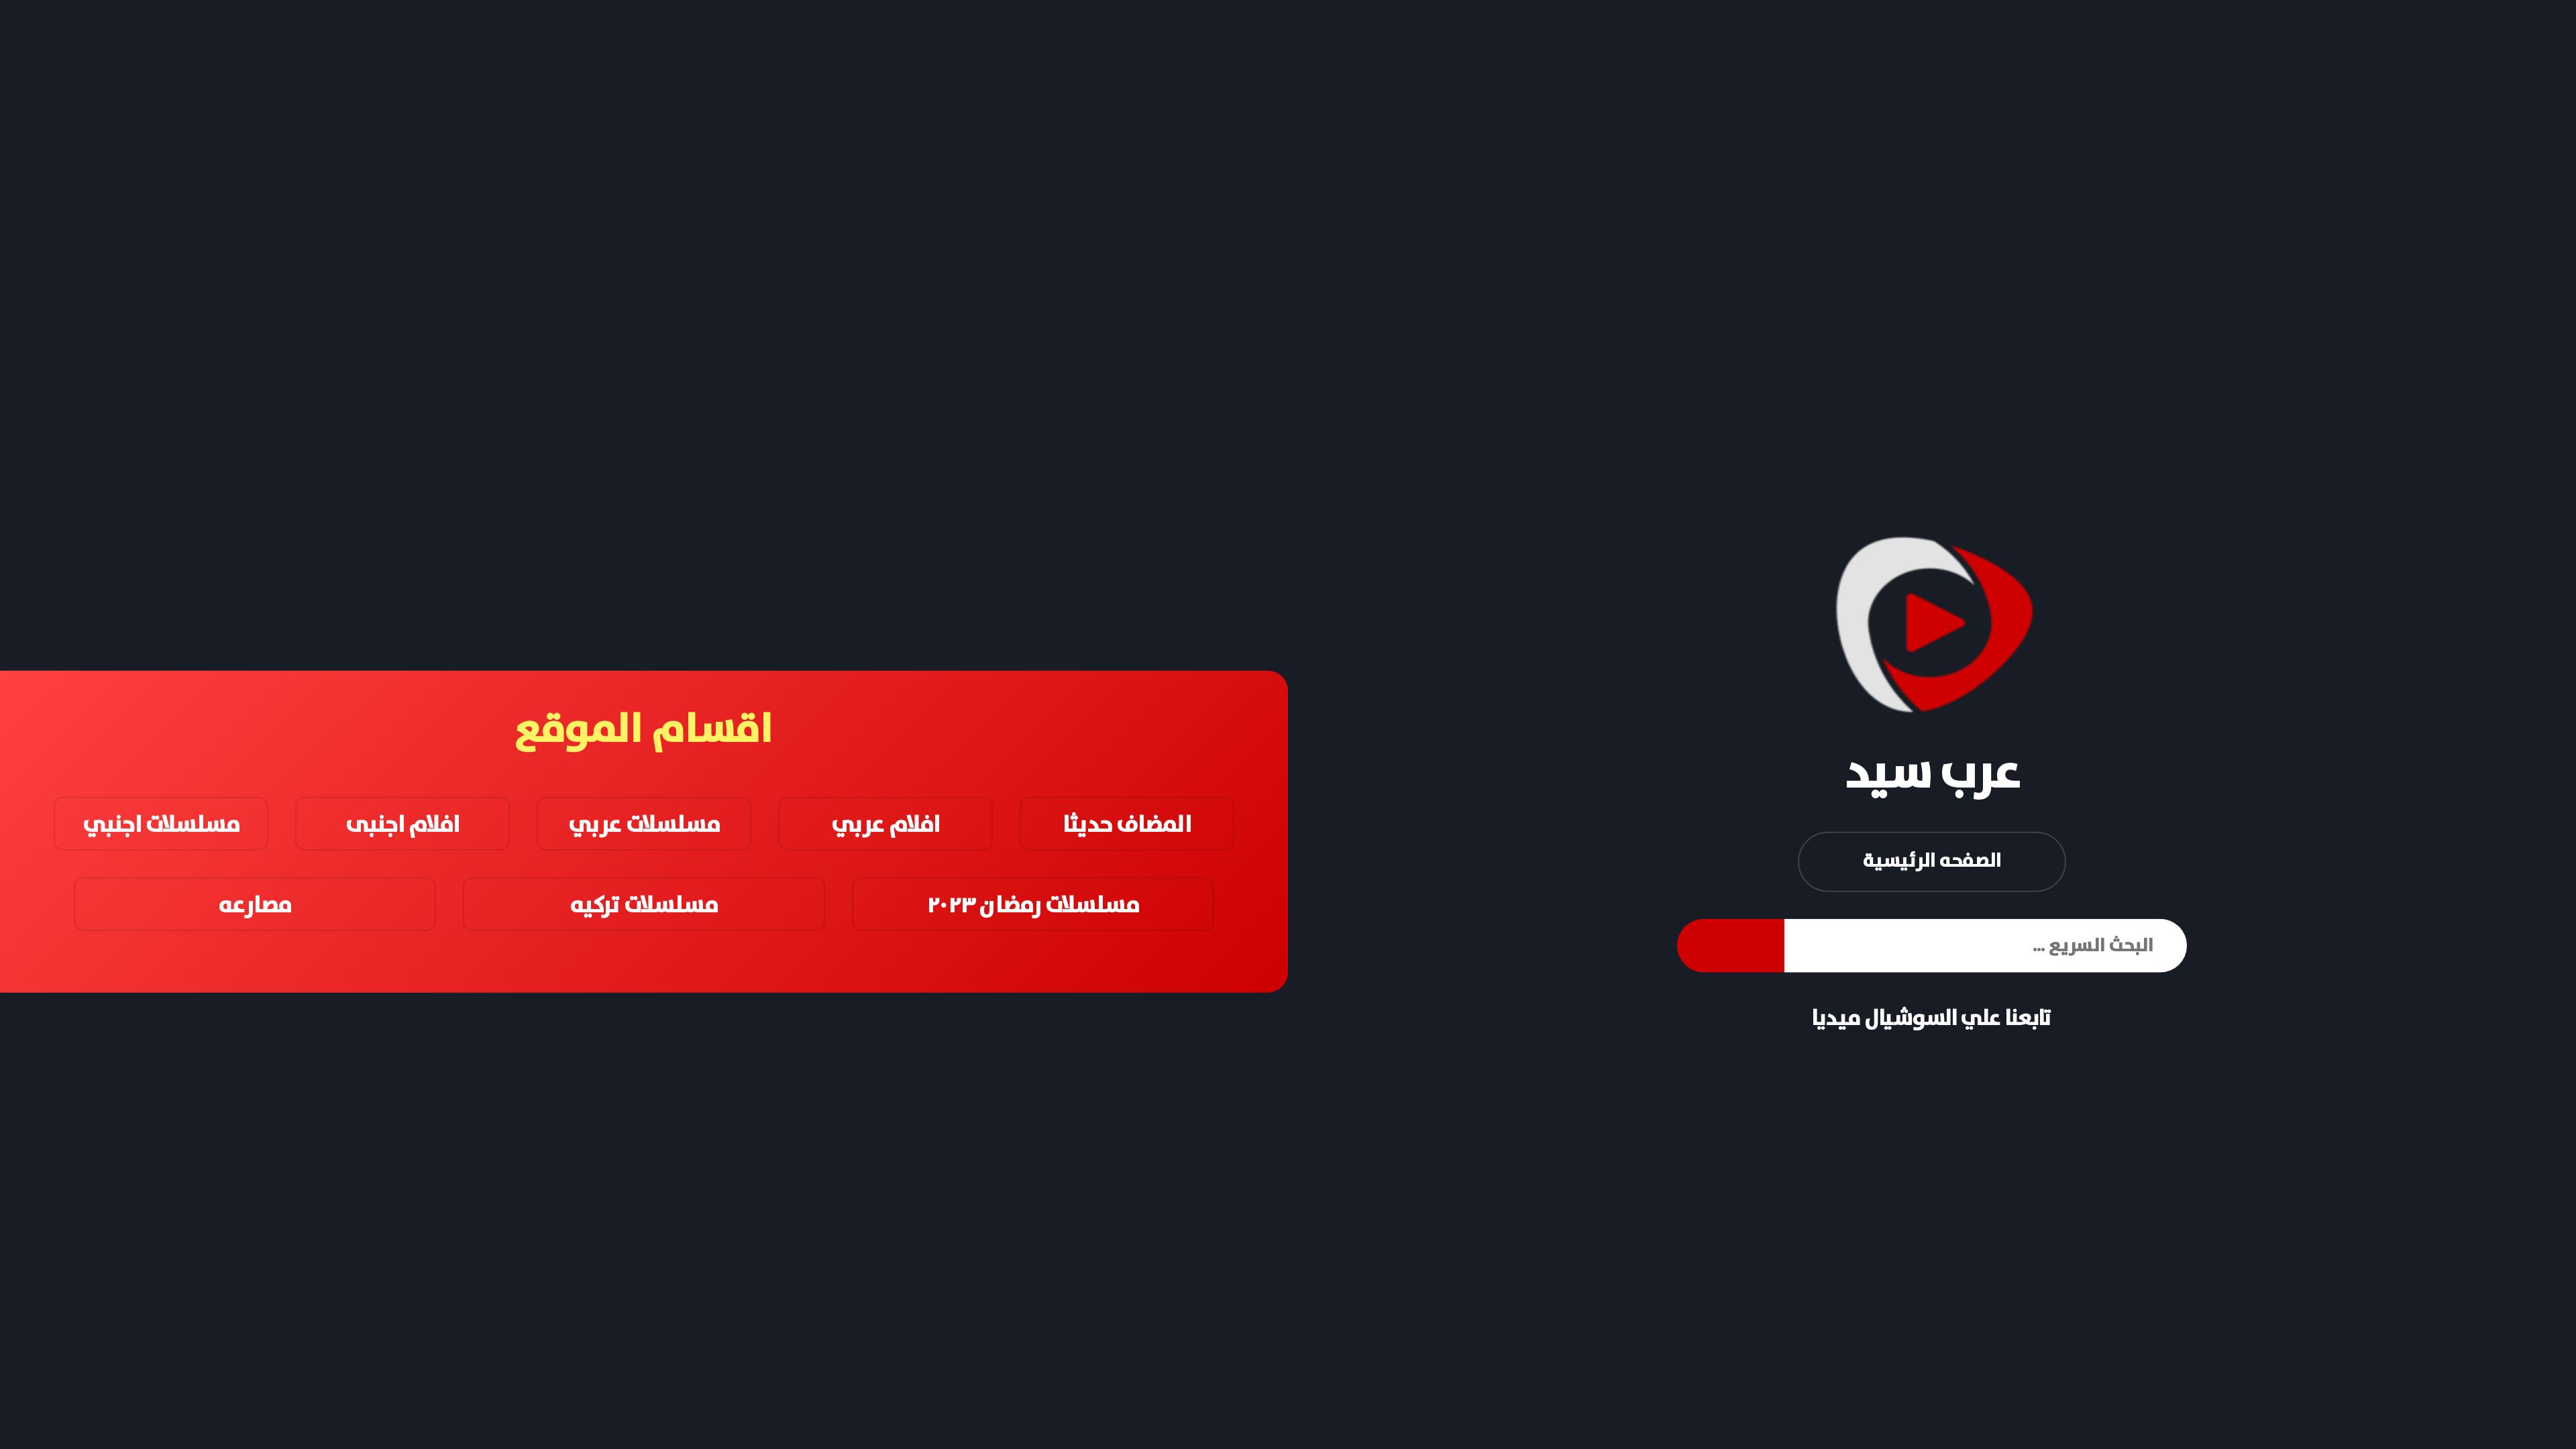 عرب سيد
الصفحه الرئيسية
البحث السريع ...
تابعنا علي السوشيال ميديا
اقسام الموقع
المضاف حديثا
افلام عربي
مسلسلات عربي
افلام اجنبى
مسلسلات اجنبي
مسلسلات رمضان ٢٠٢٣
مسلسلات تركيه
مصارعه